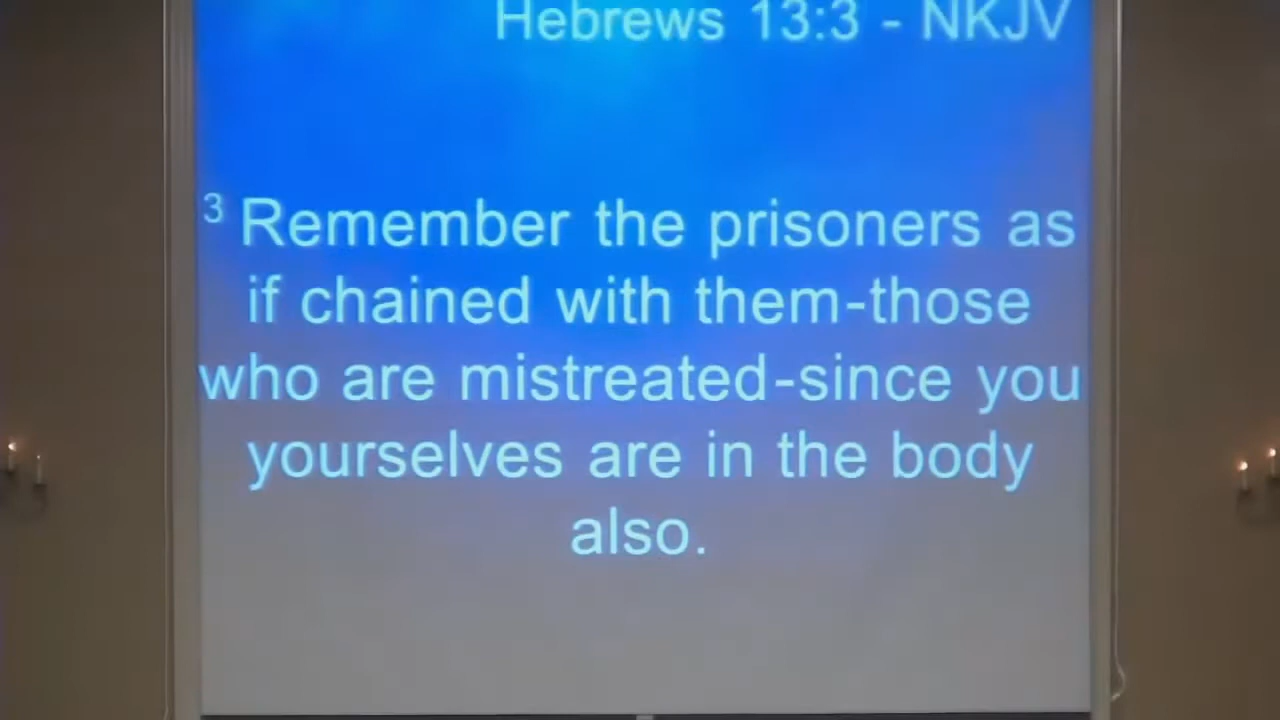 Hebrews 13:3 - NKJV
3 Remember the prisoners as
if chained with them-those
who are mistreated-since you
yourselves are in the body
also.